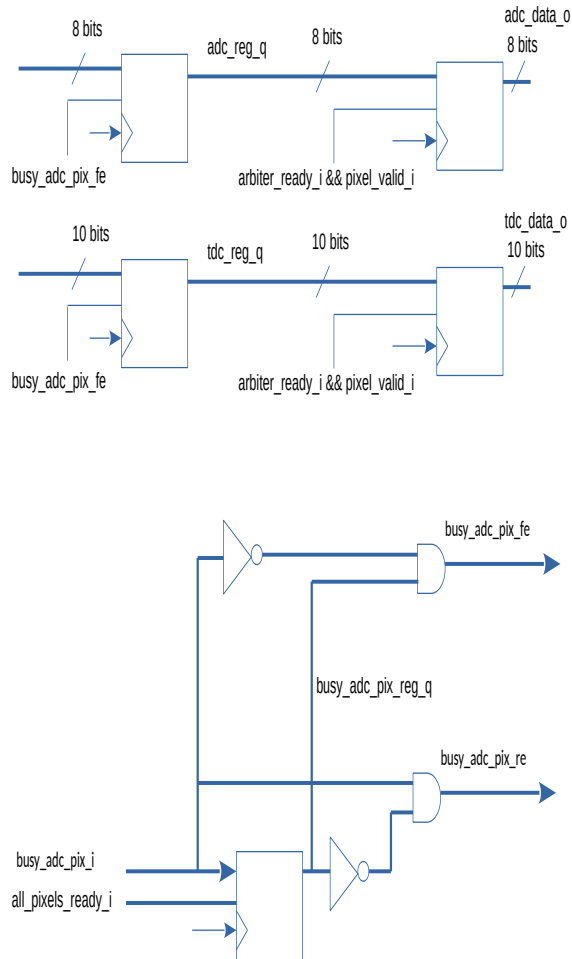 adc_data_o
8 bits
adc_reg_q
8 bits
8 bits
busy_adc_pix_fe
arbiter_ready_i && pixel_valid_i
tdc_data_o
10 bits
tdc_reg_q
10 bits
10 bits
busy_adc_pix_fe
arbiter_ready_i && pixel_valid_i
busy_adc_pix_fe
busy_adc_pix_reg_q
busy_adc_pix_re
busy_adc_pix_i
all_pixels_ready_i